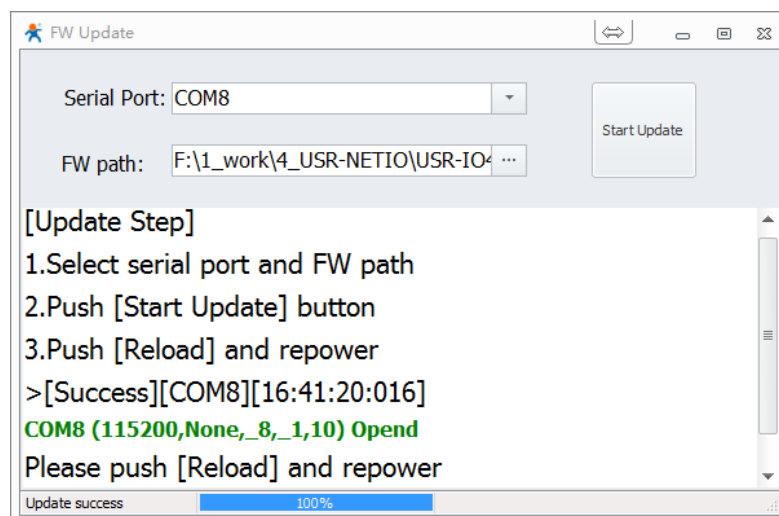 FW Update
Serial Port: COM8
FW path: F:\1_work\4_USR-NETIO\USR-IO4 ...
Start Update
[Update Step]
1.Select serial port and FW path
2.Push [Start Update] button
3.Push [Reload] and repower
>[Success][COM8][16:41:20:016]
COM8 (115200,None,_8,_1,10) Opend
Please push [Reload] and repower
Update success 100%